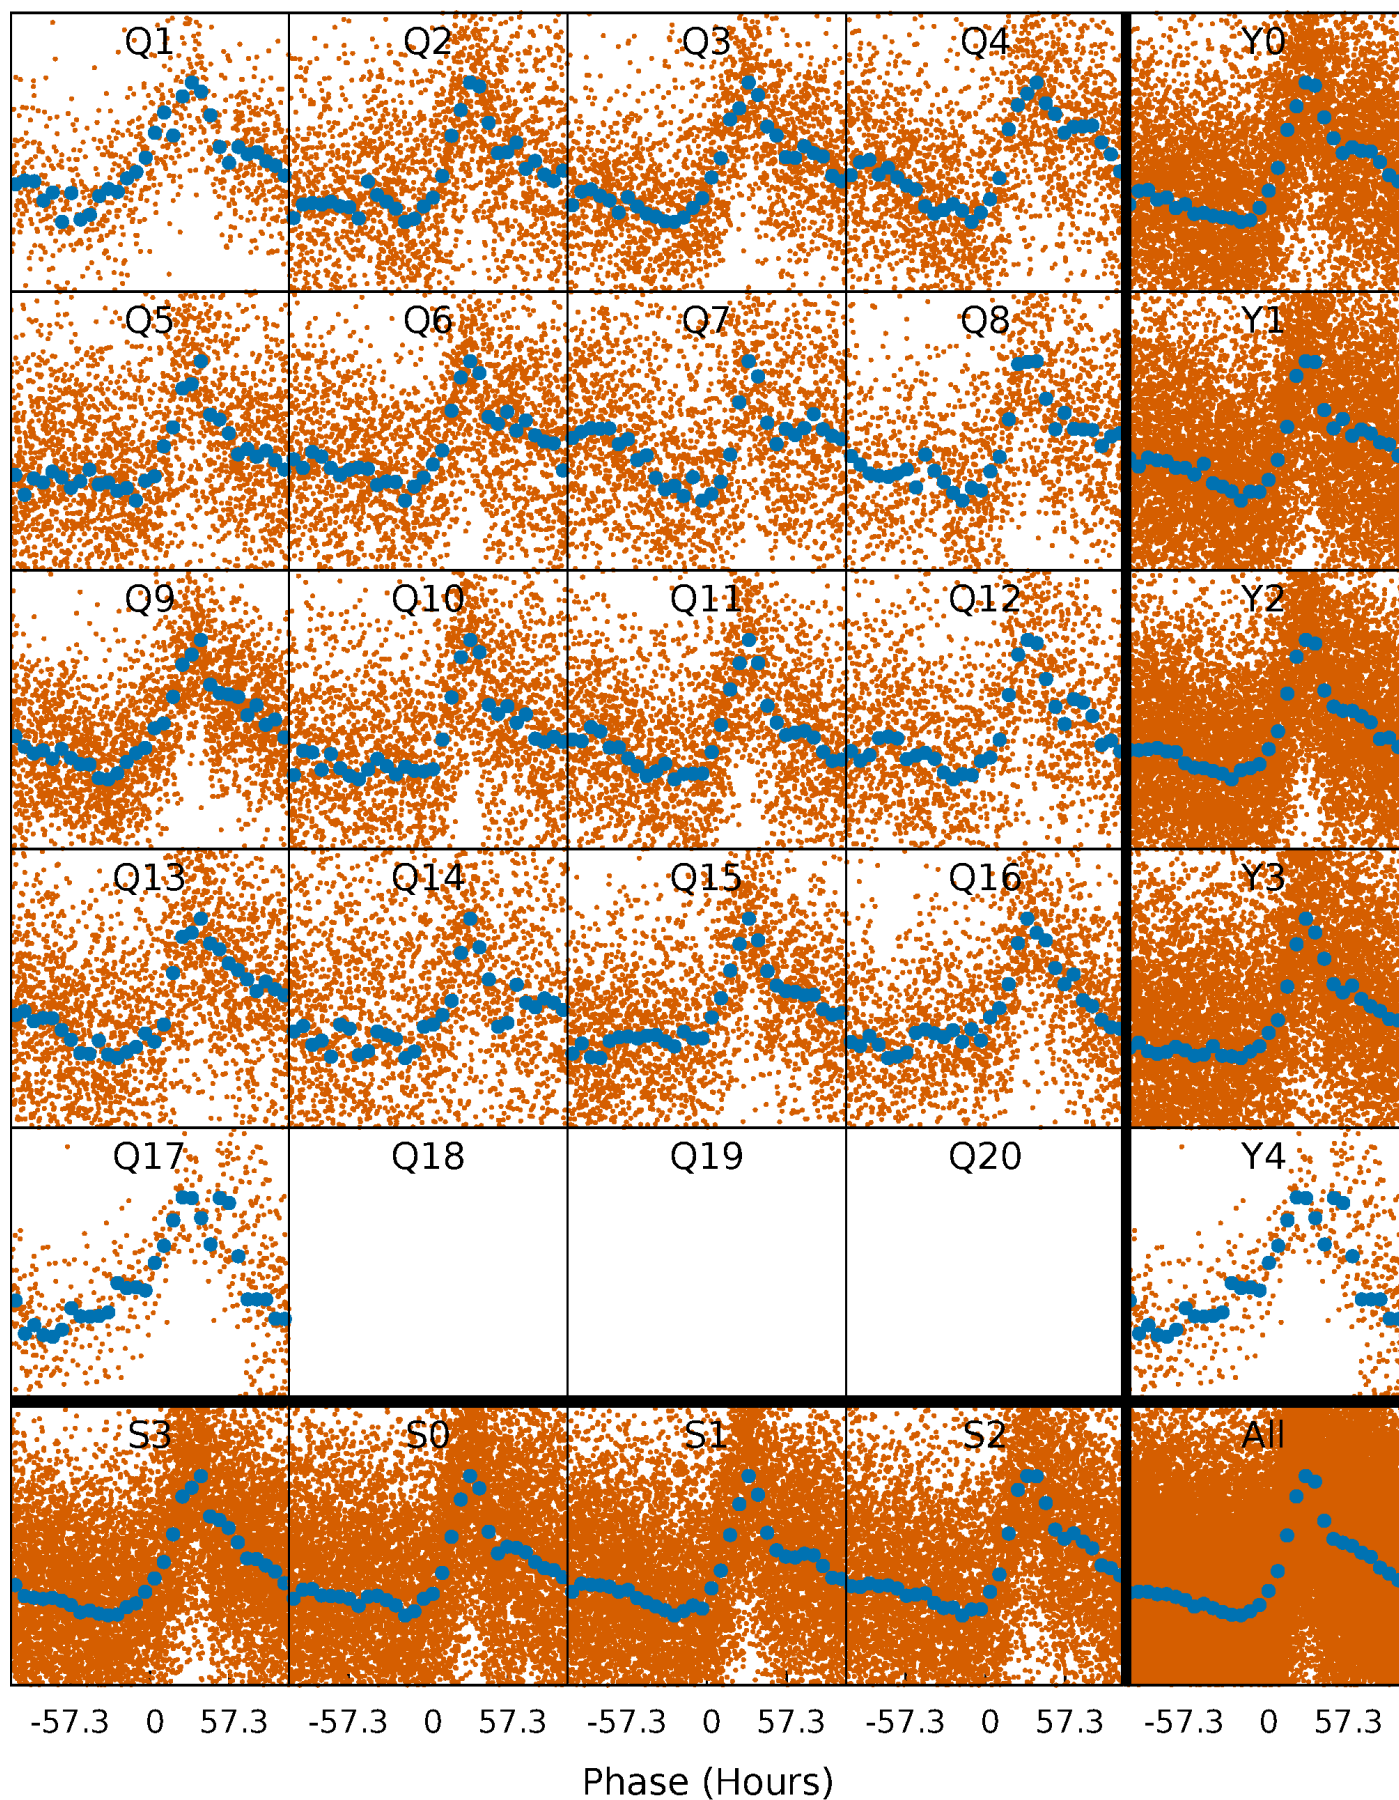 Q1 Q2 Q3 Q4 Y0
Q5 Q6 Q7 Q8 Y1
Q9 Q10 Q11 Q12 Y2
Q13 Q14 Q15 Q16 Y3
Q17 Q18 Q19 Q20 Y4
S3 S0 S1 S2 All
-57.3 0 57.3 -57.3 0 57.3 -57.3 0 57.3 -57.3 0 57.3 -57.3 0 57.3
Phase (Hours)